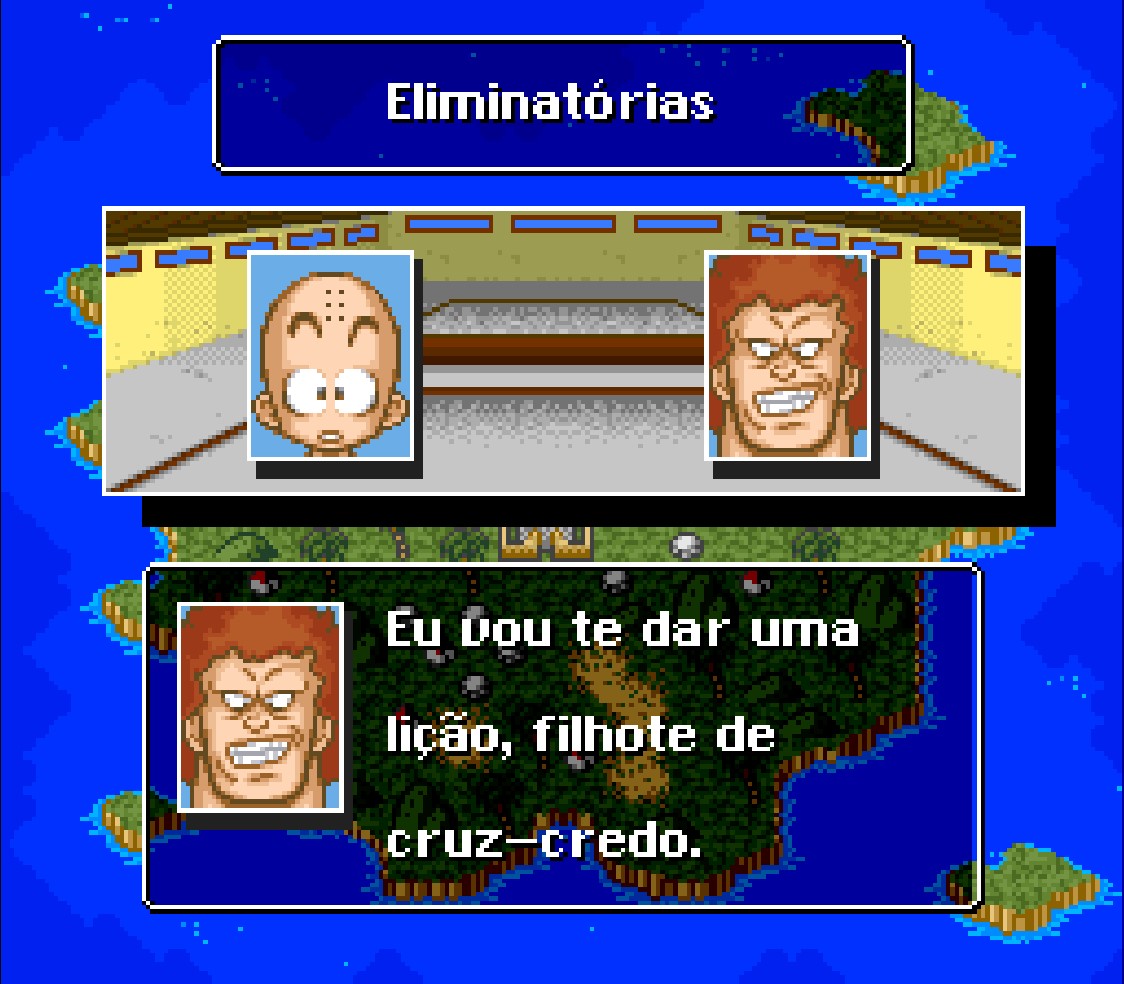 Eliminatórias
Eu Vou te dar uma
lição, filhote de
cruz-credo.